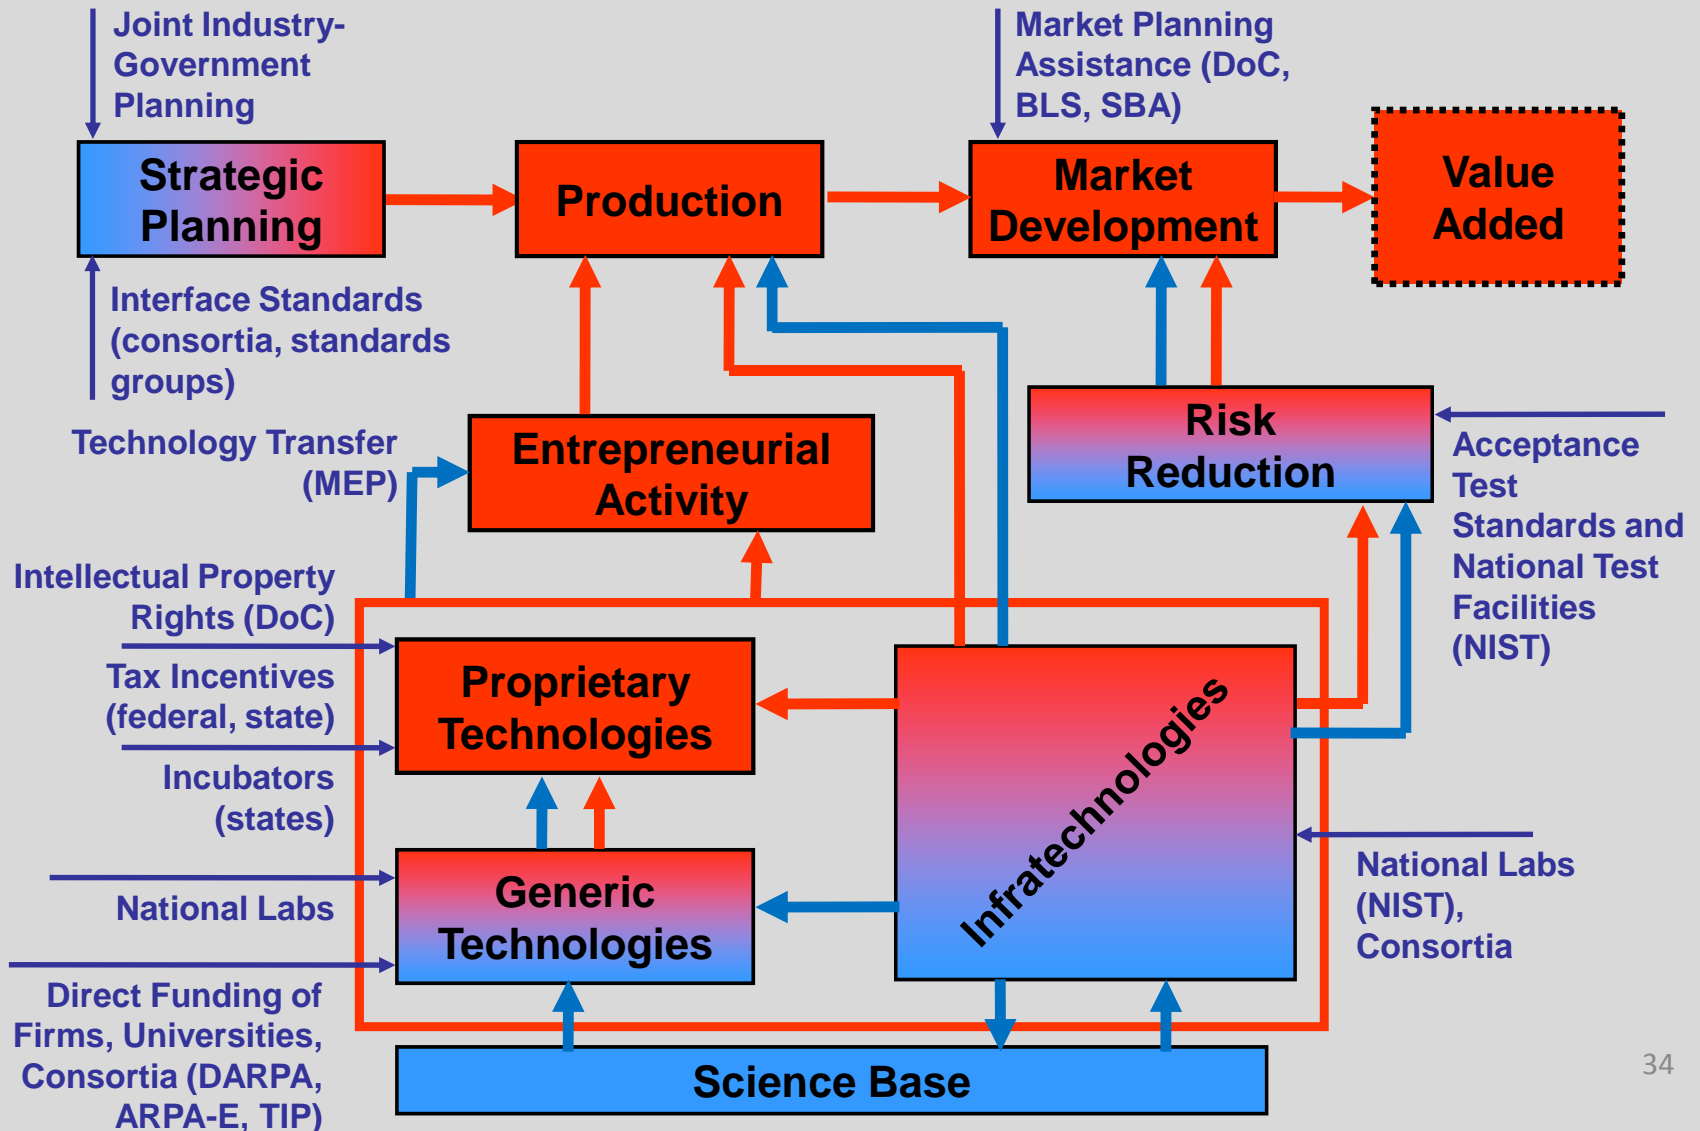 Joint Industry-
Government
Planning
Market Planning
Assistance (DoC,
BLS, SBA)
Strategic
Planning
Production
Market
Development
Value
Added
Interface Standards
(consortia, standards
groups)
Technology Transfer
(MEP)
Entrepreneurial
Activity
Risk
Reduction
Acceptance
Test
Standards and
National Test
Facilities
(NIST)
Intellectual Property
Rights (DoC)
Tax Incentives
(federal, state)
Incubators
(states)
Proprietary
Technologies
Infratechnologies
National Labs
Generic
Technologies
National Labs
(NIST),
Consortia
Direct Funding of
Firms, Universities,
Consortia (DARPA,
ARPA-E, TIP)
Science Base
34